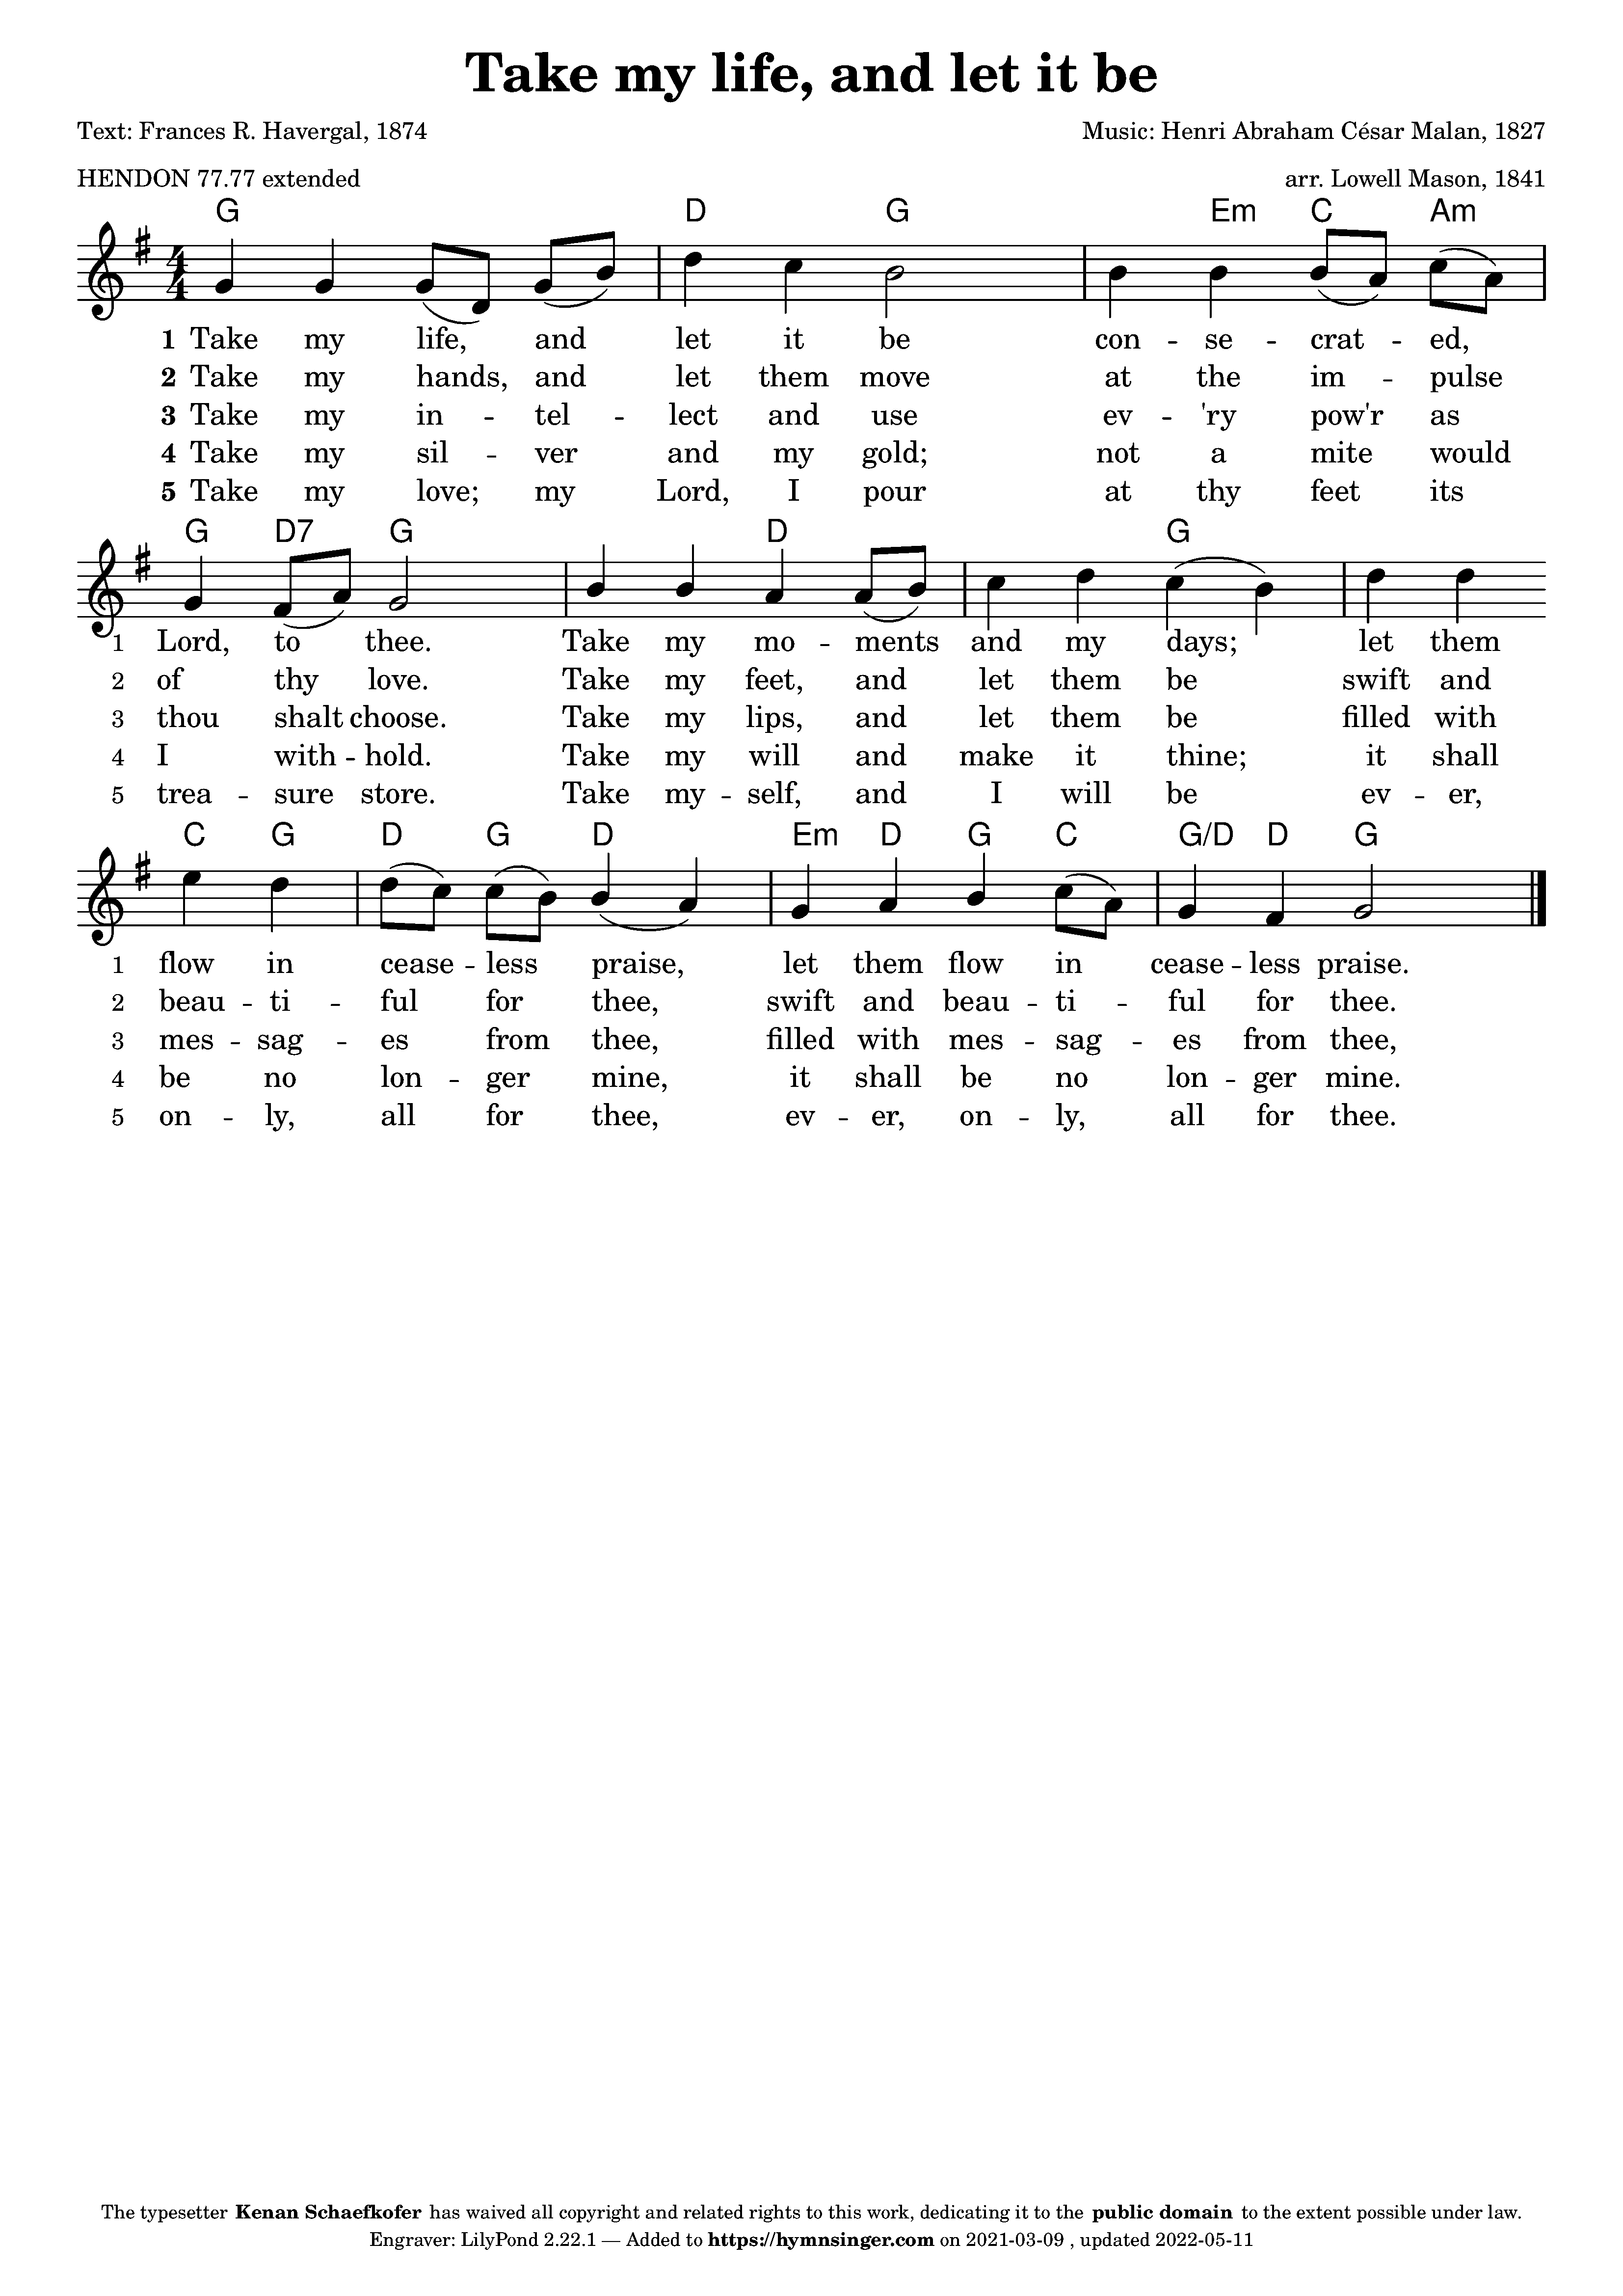 Take my life, and let it be
Text: Frances R. Havergal, 1874
Music: Henri Abraham César Malan, 1827
HENDON 77.77 extended
arr. Lowell Mason, 1841
G D G Em C Am
4
4
1 Take my life, and let it be con -- se -- crat -- ed,
2 Take my hands, and let them move at the im -- pulse
3 Take my in -- tel -- lect and use ev -- 'ry pow'r as
4 Take my sil -- ver and my gold; not a mite would
5 Take my love; my Lord, I pour at thy feet its
G D7 G D G
1 Lord, to thee. Take my mo -- ments and my days; let them
2 of thy love. Take my feet, and let them be swift and
3 thou shalt choose. Take my lips, and let them be filled with
4 I with -- hold. Take my will and make it thine; it shall
5 trea -- sure store. Take my -- self, and I will be ev -- er,
C G D G D Em D G C G/D D G
1 flow in cease -- less praise, let them flow in cease -- less praise.
2 beau -- ti -- ful for thee, swift and beau -- ti -- ful for thee.
3 mes -- sag -- es from thee, filled with mes -- sag -- es from thee,
4 be no lon -- ger mine, it shall be no lon -- ger mine.
5 on -- ly, all for thee, ev -- er, on -- ly, all for thee.
The typesetter Kenan Schaefkofer has waived all copyright and related rights to this work, dedicating it to the public domain to the extent possible under law.
Engraver: LilyPond 2.22.1 — Added to https://hymnsinger.com on 2021-03-09 , updated 2022-05-11